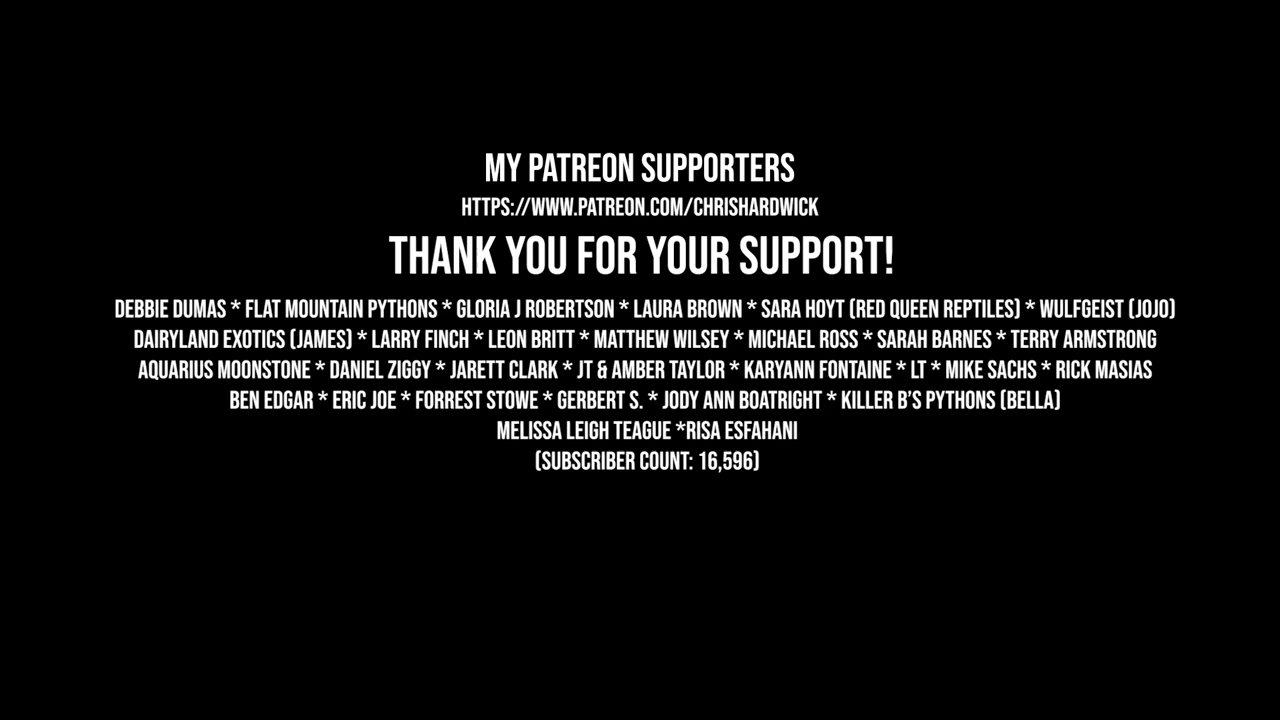 MY PATREON SUPPORTERS
HTTPS://WWW.PATREON.COM/CHRISHARDWICK
THANK YOU FOR YOUR SUPPORT!
DEBBIE DUMAS * FLAT MOUNTAIN PYTHONS * GLORIA J ROBERTSON * LAURA BROWN * SARA HOYT (RED QUEEN REPTILES) * WULFGEIST (JOJO)
DAIRYLAND EXOTICS (JAMES) * LARRY FINCH * LEON BRITT * MATTHEW WILSEY * MICHAEL ROSS * SARAH BARNES * TERRY ARMSTRONG
AQUARIUS MOONSTONE * DANIEL ZIGGY * JARETT CLARK * JT & AMBER TAYLOR * KARYANN FONTAINE * LT * MIKE SACHS * RICK MASIAS
BEN EDGAR * ERIC JOE * FORREST STOWE * GERBERT S. * JODY ANN BOATRIGHT * KILLER B'S PYTHONS (BELLA)
MELISSA LEIGH TEAGUE *RISA ESFAHANI
(SUBSCRIBER COUNT: 16,596)